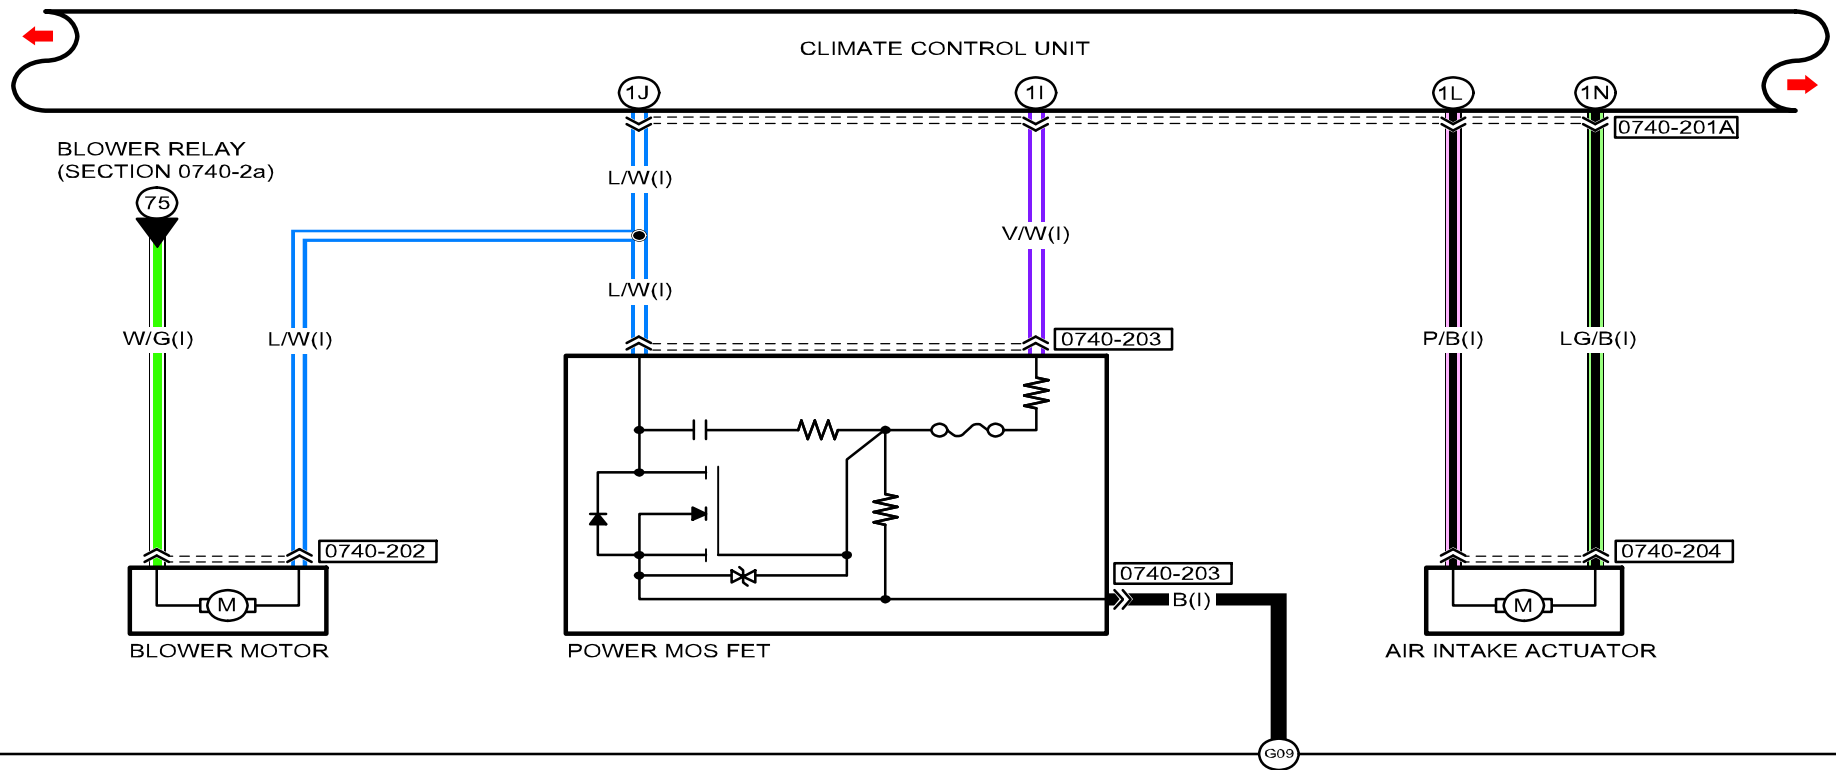 CLIMATE CONTROL UNIT
1J
1I
1L
1N
0740-201A
BLOWER RELAY
(SECTION 0740-2a)
75
L/W(I)
V/W(I)
L/W(I)
W/G(I)
L/W(I)
0740-203
P/B(I)
LG/B(I)
0740-202
0740-204
0740-203
M
B(I)
M
BLOWER MOTOR
POWER MOS FET
AIR INTAKE ACTUATOR
G09